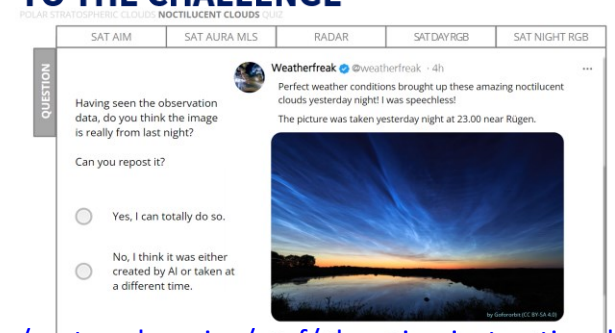 TO THE CHALLENGE
POLAR STRATOSPHERIC CLOUDS NOCTILUCENT CLOUDS QUIZ
SAT AIM
SAT AURA MLS
RADAR
SAT DAY RGB
SAT NIGHT RGB
QUESTION
Having seen the observation
data, do you think the image
is really from last night?
Can you repost it?
Yes, I can totally do so.
No, I think it was either
created by AI or taken at
a different time.
Weatherfreak @weatherfreak · 4h
Perfect weather conditions brought up these amazing noctilucent
clouds yesterday night! I was speechless!
The picture was taken yesterday night at 23.00 near Rügen.
by Gofororbit (CC BY-SA 4.0)